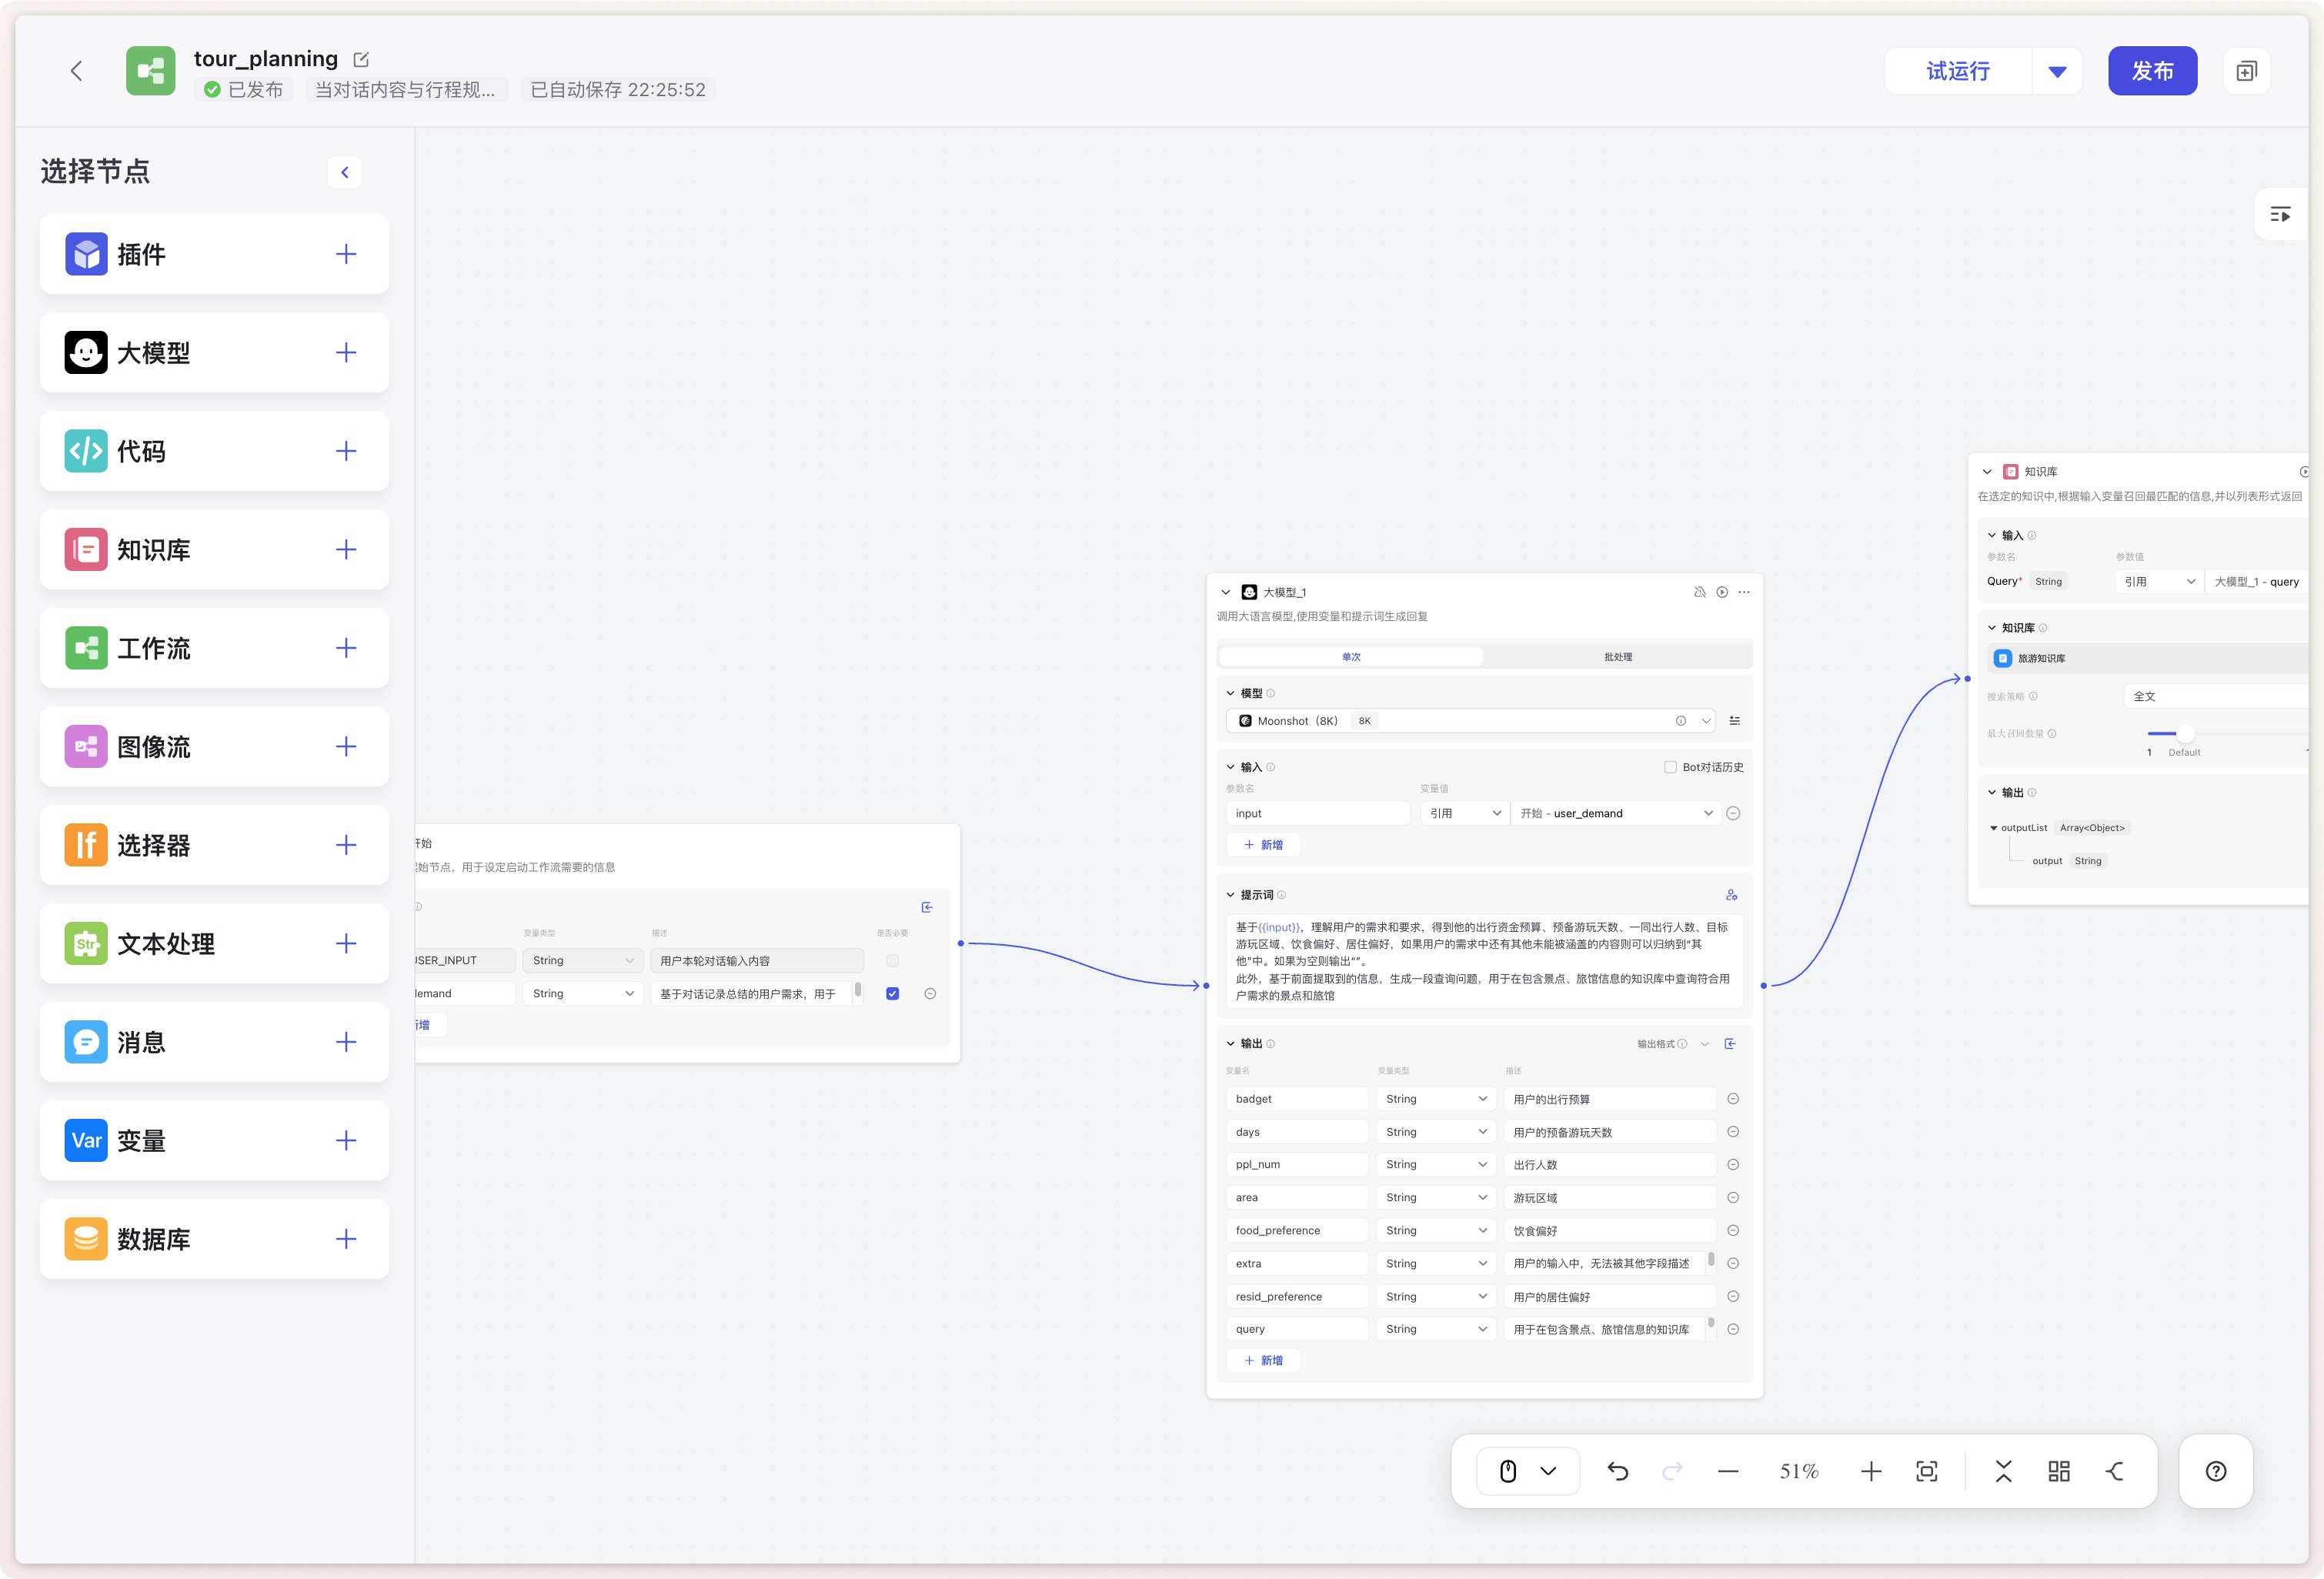 tour_planning
已发布 当对话内容与行程规... 已自动保存 22:25:52
试运行
发布
选择节点
插件
大模型
代码
知识库
工作流
图像流
If 选择器
Str 文本处理
消息
Var 变量
数据库
开始
起始节点，用于设定启动工作流需要的信息
变量类型 描述 是否必要
USER_INPUT String 用户本轮对话输入内容
demand String 基于对话记录总结的用户需求，用于
新增
大模型_1
调用大语言模型,使用变量和提示词生成回复
单次 批处理
模型
Moonshot（8K） 8K
输入 Bot对话历史
参数名 变量值
input 引用 开始 - user_demand
新增
提示词
基于{{input}}，理解用户的需求和要求，得到他的出行资金预算、预备游玩天数、一同出行人数、目标
游玩区域、饮食偏好、居住偏好，如果用户的需求中还有其他未能被涵盖的内容则可以归纳到“其
他”中。如果为空则输出“”。
此外，基于前面提取到的信息，生成一段查询问题，用于在包含景点、旅馆信息的知识库中查询符合用
户需求的景点和旅馆
输出 输出格式
变量名 变量类型 描述
badget String 用户的出行预算
days String 用户的预备游玩天数
ppl_num String 出行人数
area String 游玩区域
food_preference String 饮食偏好
extra String 用户的输入中，无法被其他字段描述
resid_preference String 用户的居住偏好
query String 用于在包含景点、旅馆信息的知识库
新增
知识库
在选定的知识中,根据输入变量召回最匹配的信息,并以列表形式返回
输入
参数名 参数值
Query* String 引用 大模型_1 - query
知识库
旅游知识库
搜索策略 全文
最大召回数量
1 Default
输出
outputList Array<Object>
output String
51%